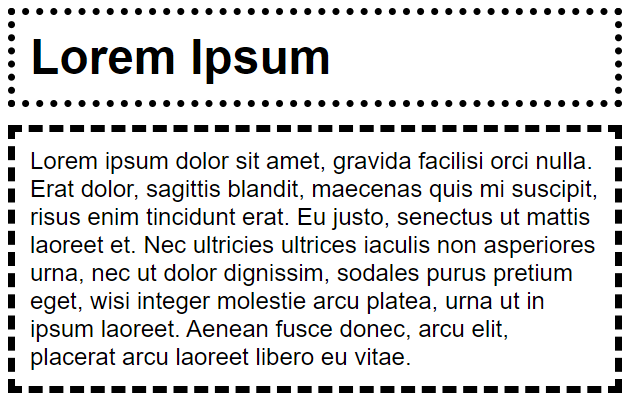 Lorem Ipsum
Lorem ipsum dolor sit amet, gravida facilisi orci nulla.
Erat dolor, sagittis blandit, maecenas quis mi suscipit,
risus enim tincidunt erat. Eu justo, senectus ut mattis
laoreet et. Nec ultricies ultrices iaculis non asperiores
urna, nec ut dolor dignissim, sodales purus pretium
eget, wisi integer molestie arcu platea, urna ut in
ipsum laoreet. Aenean fusce donec, arcu elit,
placerat arcu laoreet libero eu vitae.